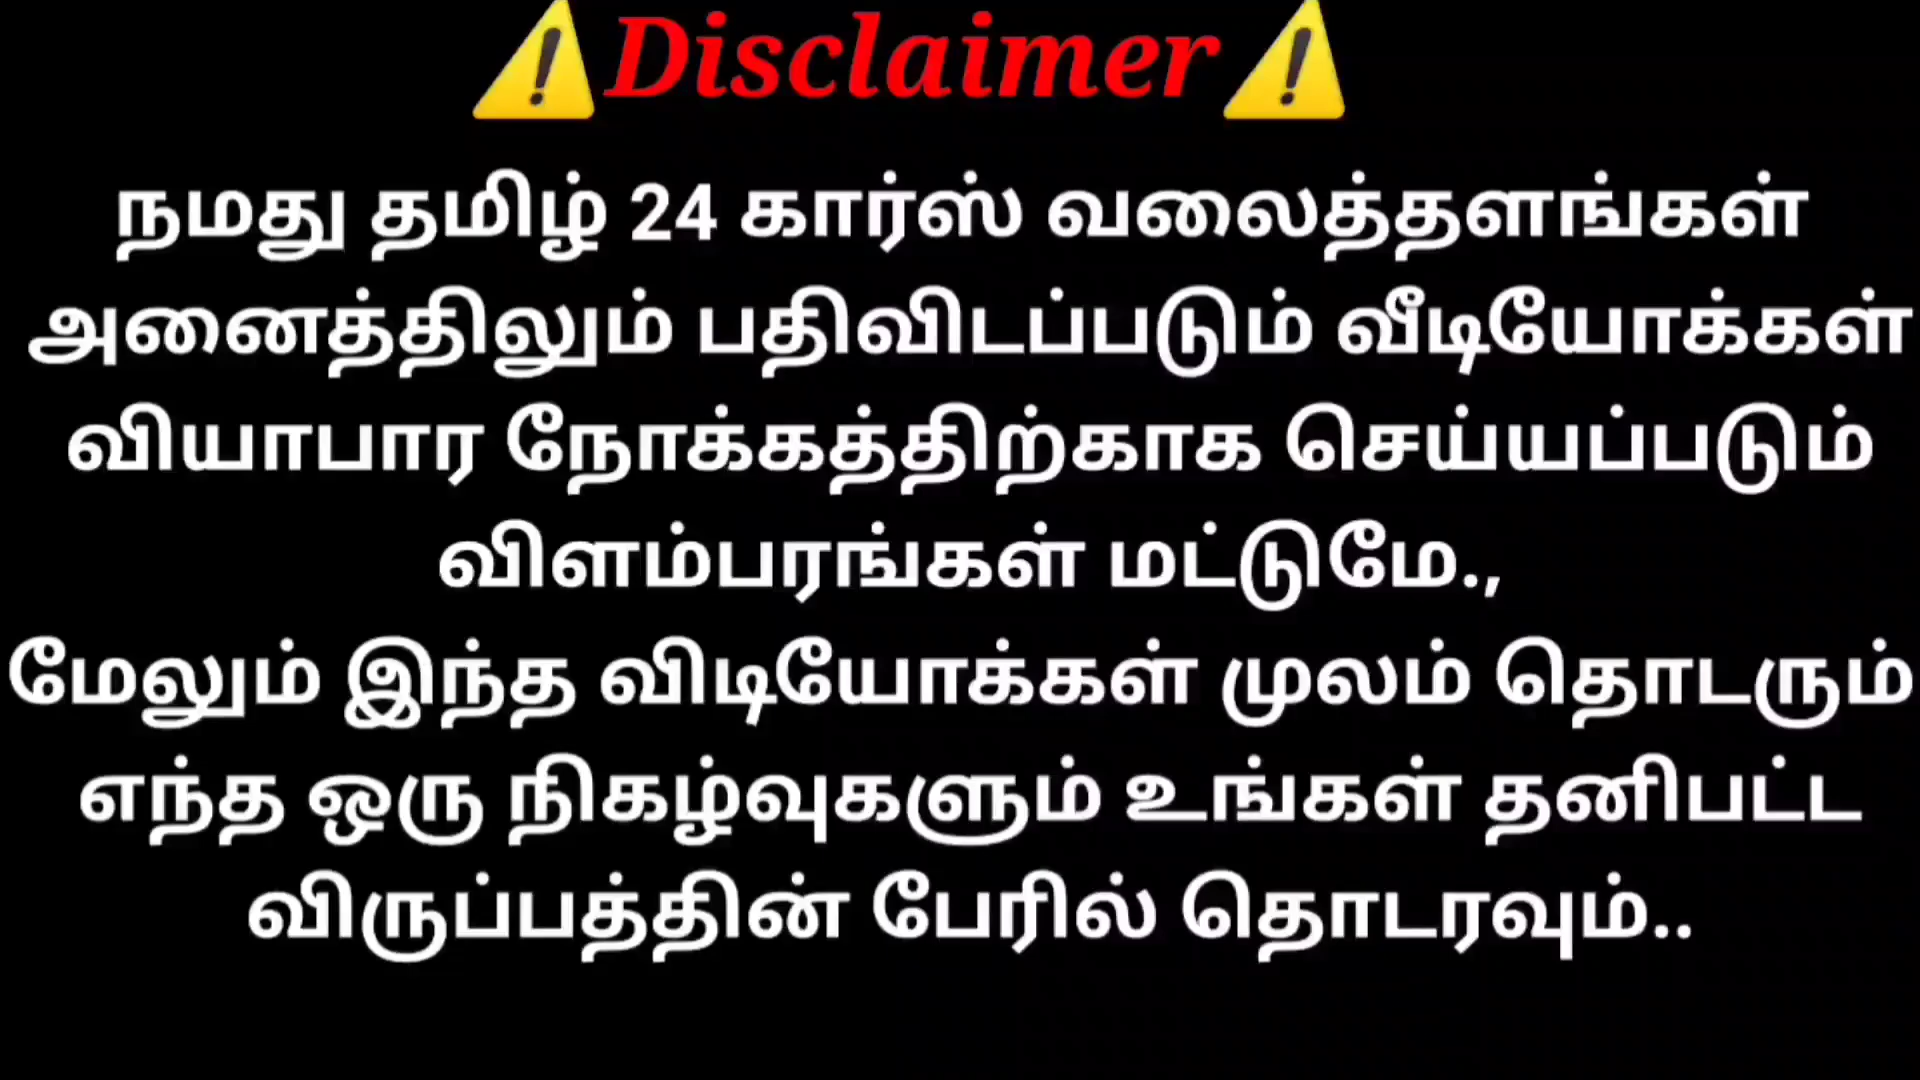 ⚠️Disclaimer⚠️
நமது தமிழ் 24 கார்ஸ் வலைத்தளங்கள்
அனைத்திலும் பதிவிடப்படும் வீடியோக்கள்
வியாபார நோக்கத்திற்காக செய்யப்படும்
விளம்பரங்கள் மட்டுமே.,
மேலும் இந்த விடியோக்கள் முலம் தொடரும்
எந்த ஒரு நிகழ்வுகளும் உங்கள் தனிபட்ட
விருப்பத்தின் பேரில் தொடரவும்..